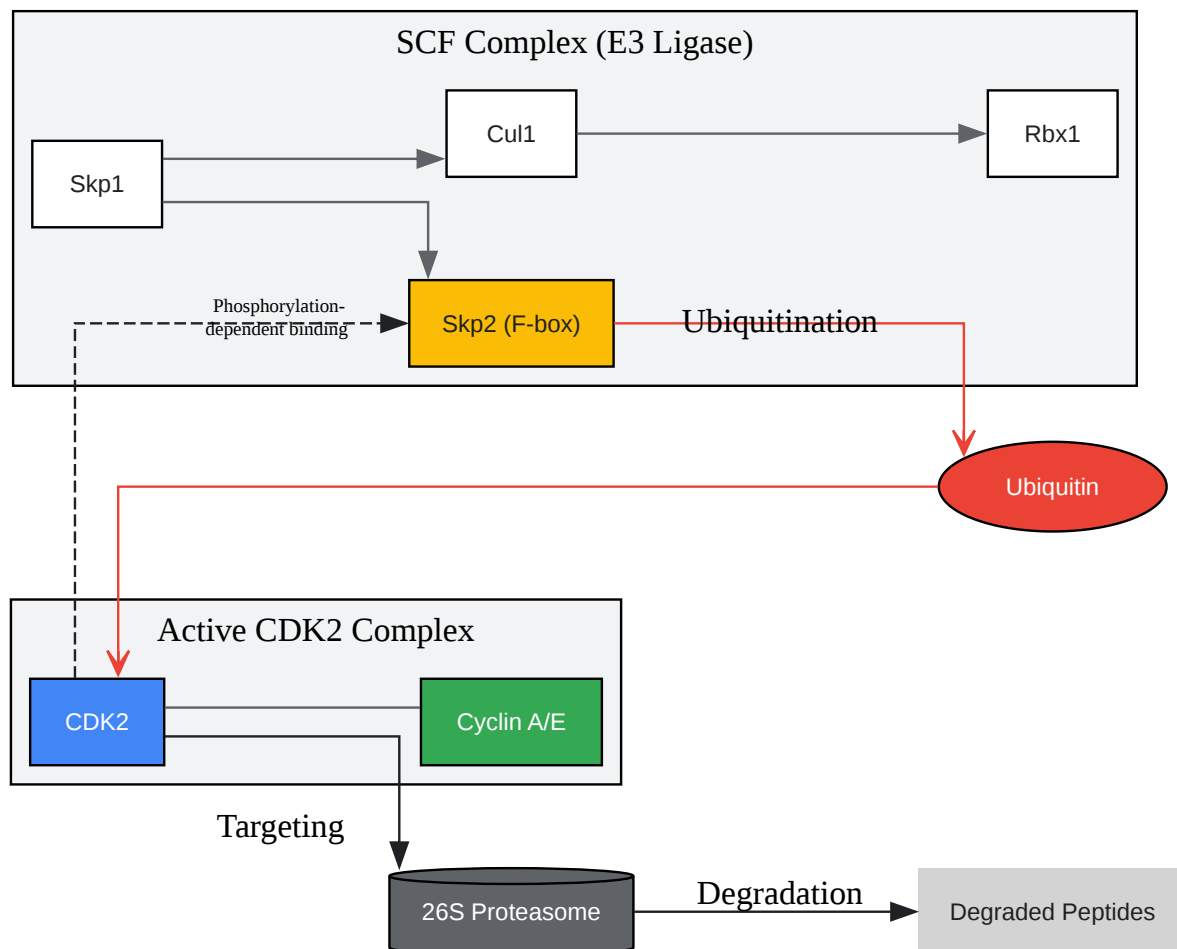 SCF Complex (E3 Ligase)
Cul1
Rbx1
Skp1
Phosphorylation-
dependent binding
Skp2 (F-box)
Ubiquitination
Ubiquitin
Active CDK2 Complex
CDK2
Cyclin A/E
Targeting
26S Proteasome
Degradation
Degraded Peptides